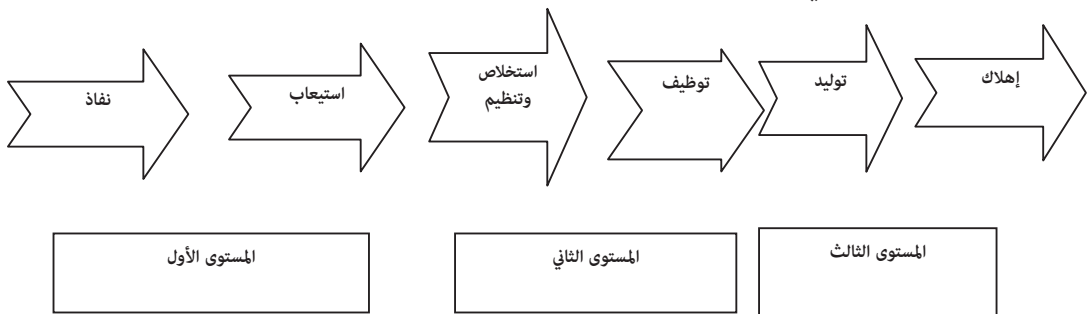 نفاذ
استيعاب
استخلاص
وتنظيم
توظيف
توليد
إهلاك
المستوى الأول
المستوى الثاني
المستوى الثالث